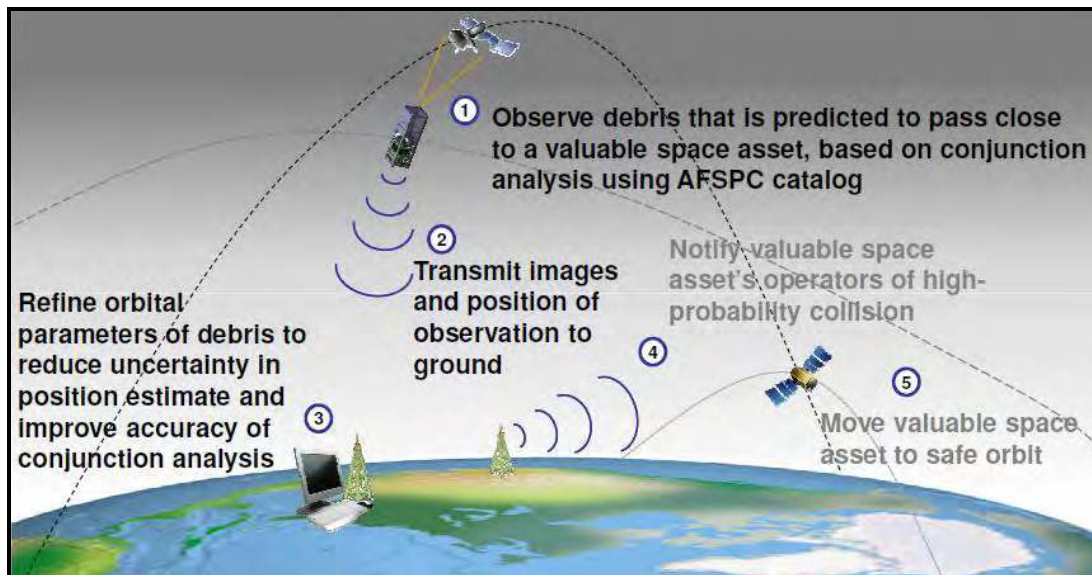 1
Observe debris that is predicted to pass close
to a valuable space asset, based on conjunction
analysis using AFSPC catalog
2
Transmit images
and position of
observation to
ground
3
Refine orbital
parameters of debris to
reduce uncertainty in
position estimate and
improve accuracy of
conjunction analysis
4
Notify valuable space
asset's operators of high-
probability collision
5
Move valuable space
asset to safe orbit